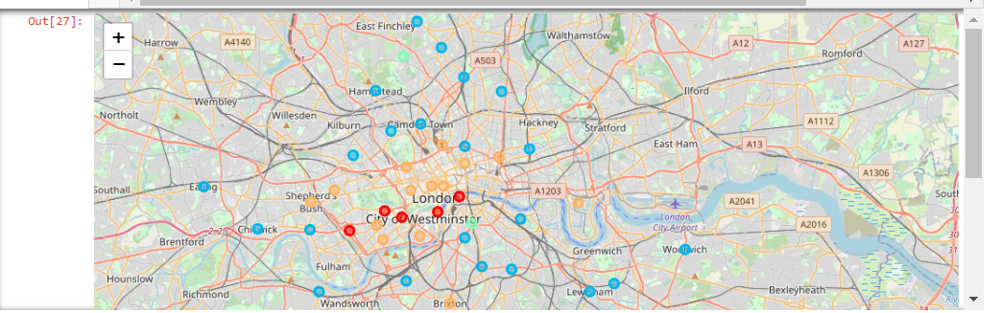 Out[27]:
+
−
East Finchley
Walthamstow
Harrow
A4140
A12
A127
Romford
A503
Hampstead
Ilford
Wembley
Northolt
Willesden
Kilburn
Camden Town
Hackney
Stratford
A1112
East Ham
A13
A1306
Ealing
Southall
Shepherd's
Bush
London
A1203
A2041
London
City Airport
City of Westminster
Chiswick
Brentford
A2016
Greenwich
Woolwich
Fulham
Hounslow
Richmond
Wandsworth
Brixton
Lewisham
Bexleyheath